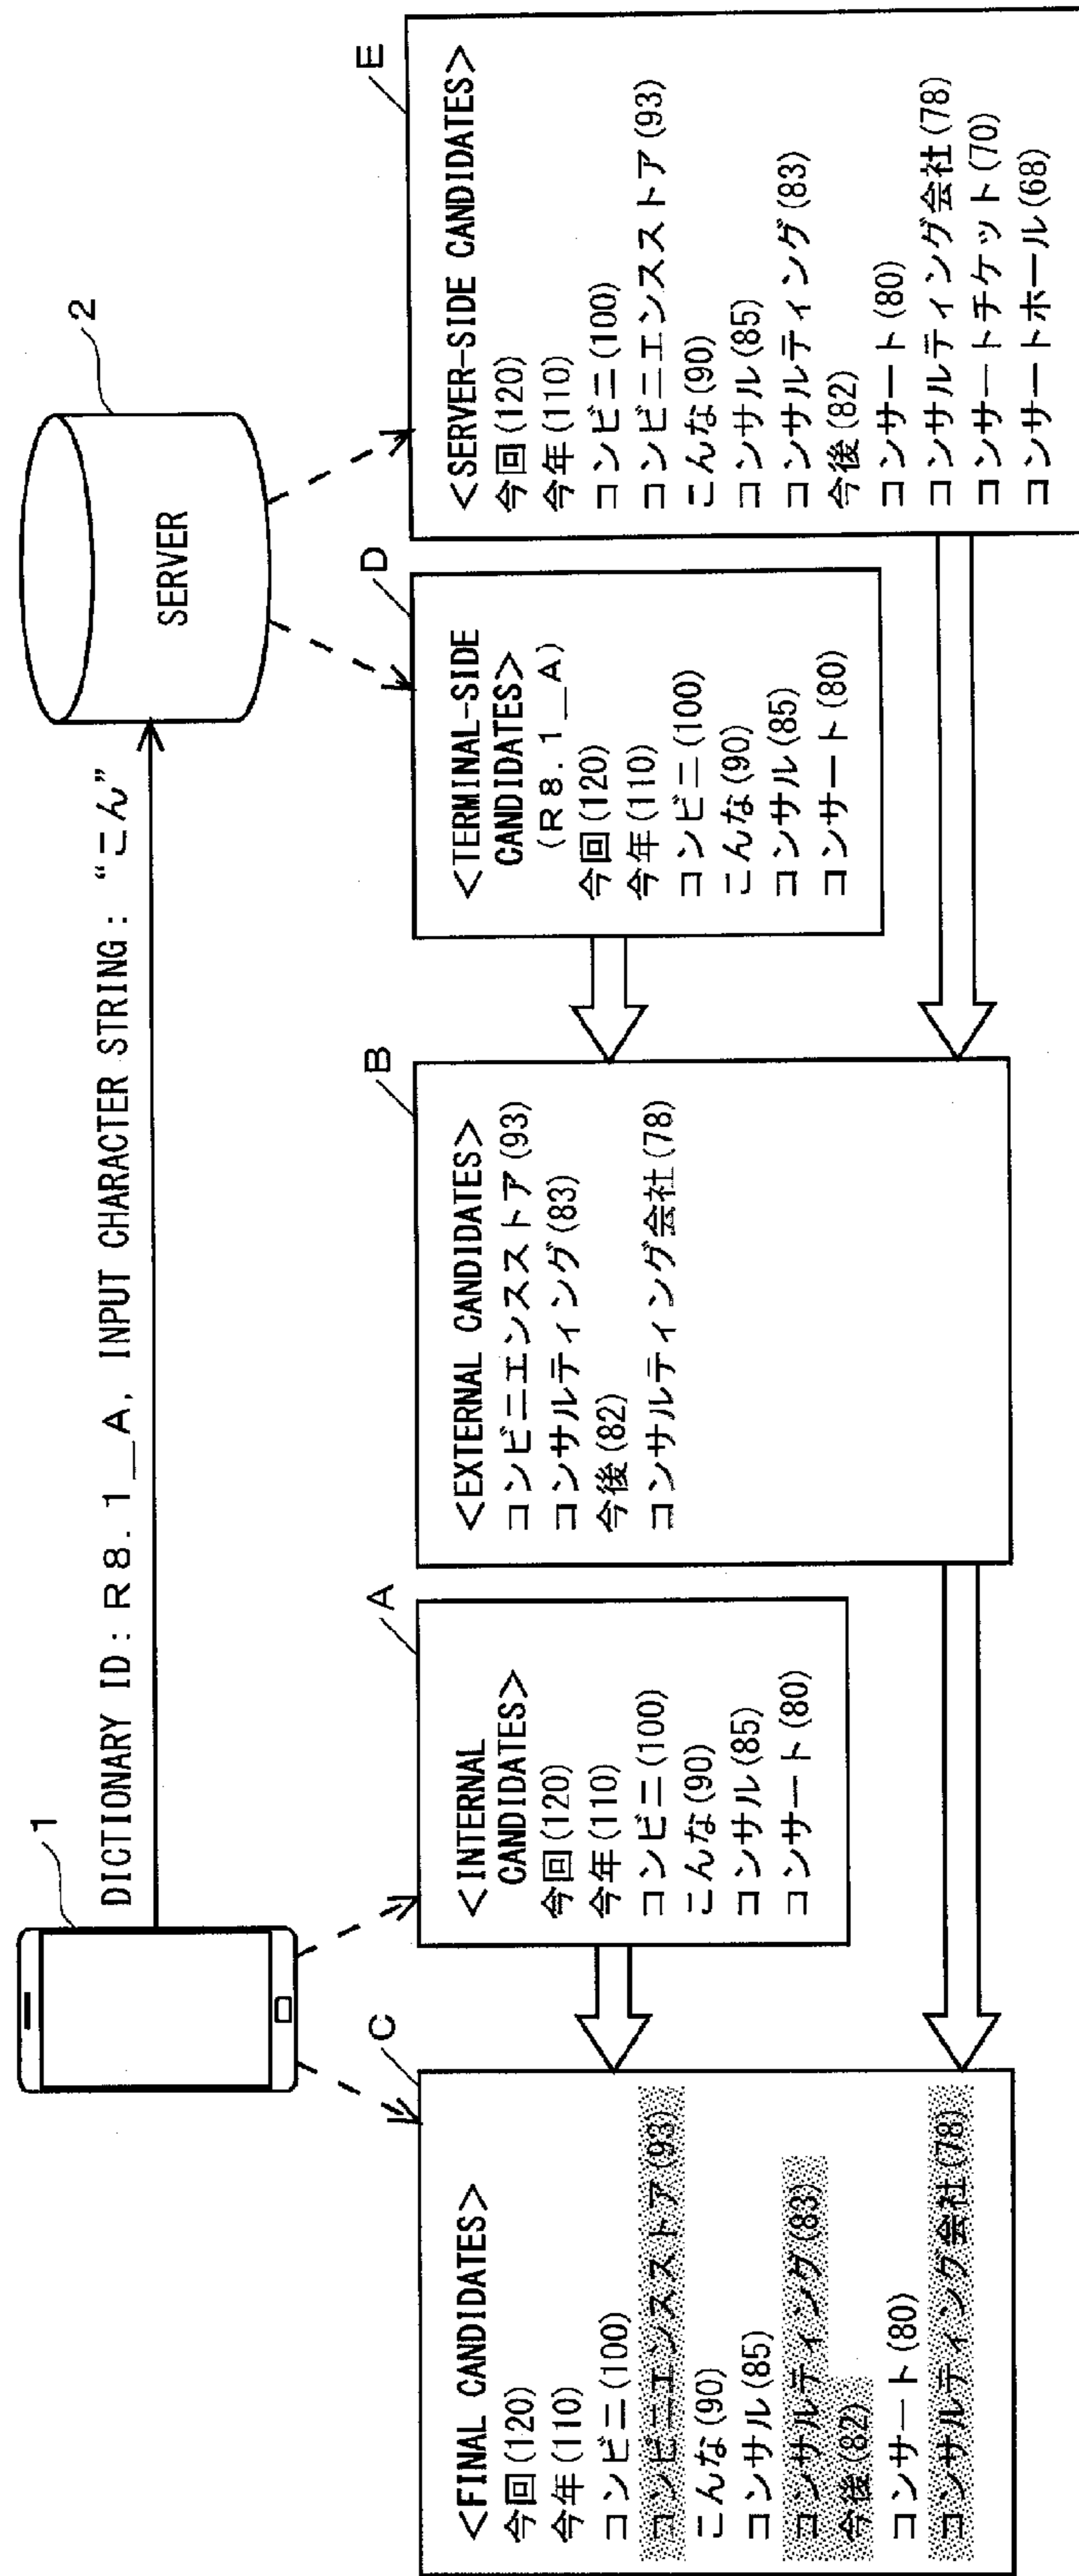 1
DICTIONARY ID: R8.1_A, INPUT CHARACTER STRING: “こん”
2
SERVER
C
<FINAL CANDIDATES>
今回(120)
今年(110)
コンビニ(100)
コンビニエンスストア(93)
こんな(90)
コンサル(85)
コンサルティング(83)
今後(82)
コンサート(80)
コンサルティング会社(78)
A
<INTERNAL
CANDIDATES>
今回(120)
今年(110)
コンビニ(100)
こんな(90)
コンサル(85)
コンサート(80)
B
<EXTERNAL CANDIDATES>
コンビニエンスストア(93)
コンサルティング(83)
今後(82)
コンサルティング会社(78)
D
<TERMINAL-SIDE
CANDIDATES>
(R8.1_A)
今回(120)
今年(110)
コンビニ(100)
こんな(90)
コンサル(85)
コンサート(80)
E
<SERVER-SIDE CANDIDATES>
今回(120)
今年(110)
コンビニ(100)
コンビニエンスストア(93)
こんな(90)
コンサル(85)
コンサルティング(83)
今後(82)
コンサート(80)
コンサルティング会社(78)
コンサートチケット(70)
コンサートホール(68)